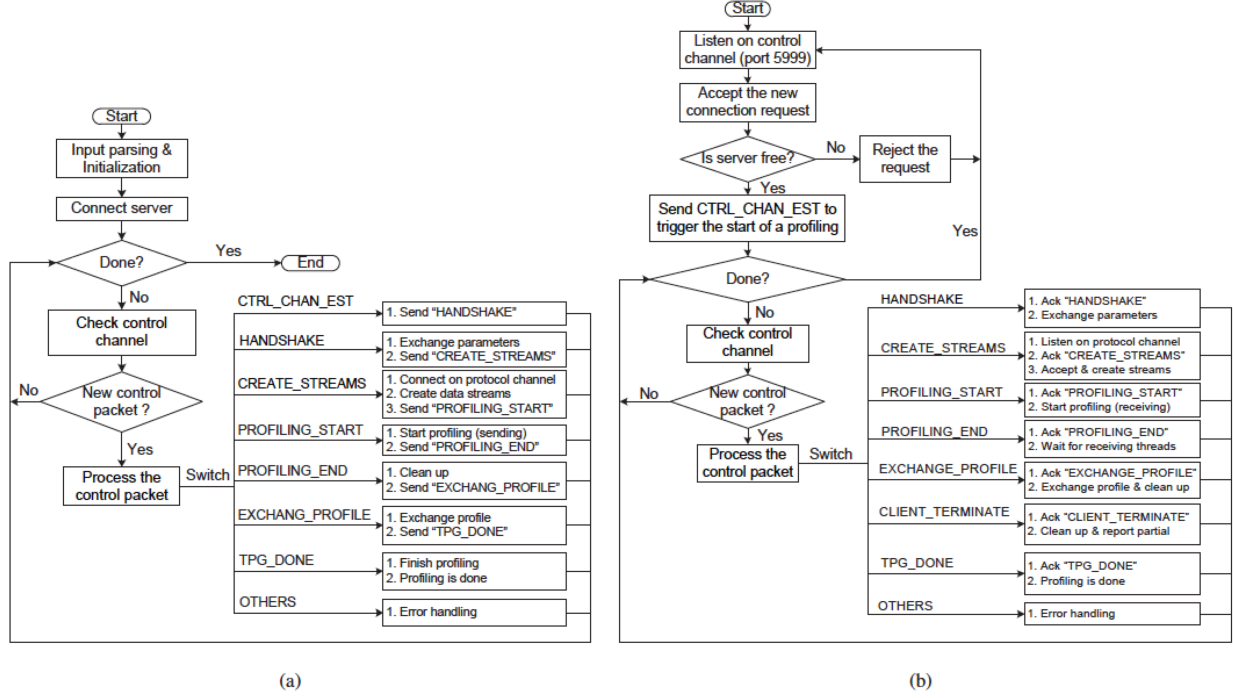 Start
Input parsing &
Initialization
Connect server
Done?
Yes
End
No
Check control
channel
No
New control
packet ?
Yes
Process the
control packet
Switch
CTRL_CHAN_EST
1. Send “HANDSHAKE”
HANDSHAKE
1. Exchange parameters
2. Send “CREATE_STREAMS”
CREATE_STREAMS
1. Connect on protocol channel
2. Create data streams
3. Send “PROFILING_START”
PROFILING_START
1. Start profiling (sending)
2. Send “PROFILING_END”
PROFILING_END
1. Clean up
2. Send “EXCHANG_PROFILE”
EXCHANG_PROFILE
1. Exchange profile
2. Send “TPG_DONE”
TPG_DONE
1. Finish profiling
2. Profiling is done
OTHERS
1. Error handling
(a)
Start
Listen on control
channel (port 5999)
Accept the new
connection request
Is server free?
No
Reject the
request
Yes
Send CTRL_CHAN_EST to
trigger the start of a profiling
Yes
Done?
No
Check control
channel
No
New control
packet ?
Yes
Process the
control packet
Switch
HANDSHAKE
1. Ack “HANDSHAKE”
2. Exchange parameters
CREATE_STREAMS
1. Listen on protocol channel
2. Ack “CREATE_STREAMS”
3. Accept & create streams
PROFILING_START
1. Ack “PROFILING_START”
2. Start profiling (receiving)
PROFILING_END
1. Ack “PROFILING_END”
2. Wait for receiving threads
EXCHANGE_PROFILE
1. Ack “EXCHANGE_PROFILE”
2. Exchange profile & clean up
CLIENT_TERMINATE
1. Ack “CLIENT_TERMINATE”
2. Clean up & report partial
TPG_DONE
1. Ack “TPG_DONE”
2. Profiling is done
OTHERS
1. Error handling
(b)